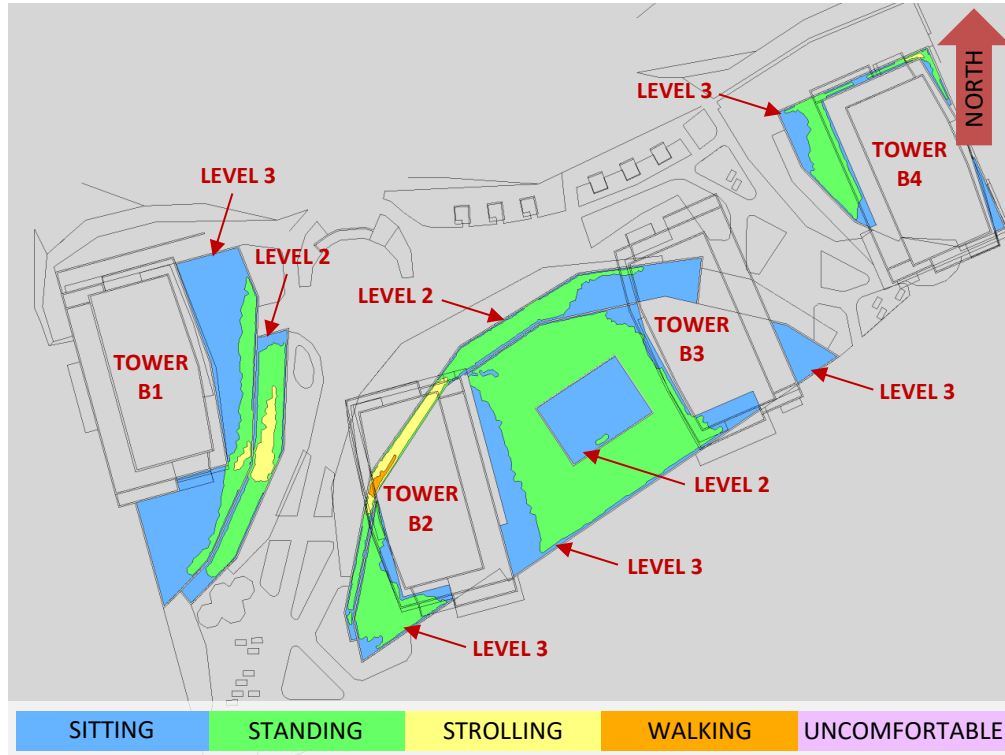 NORTH
LEVEL 3
TOWER
B4
LEVEL 3
LEVEL 2
LEVEL 2
TOWER
B1
TOWER
B3
LEVEL 3
LEVEL 2
TOWER
B2
LEVEL 3
LEVEL 3
SITTING
STANDING
STROLLING
WALKING
UNCOMFORTABLE